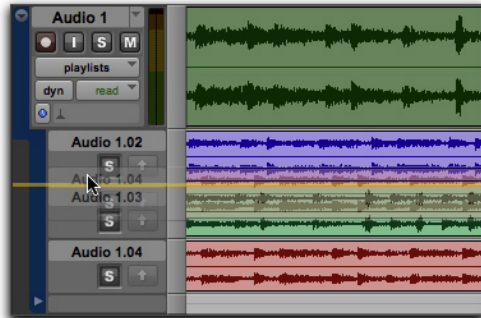 Audio 1
I S M
playlists
dyn read
Audio 1.02
S
Audio 1.04
Audio 1.03
S
Audio 1.04
S